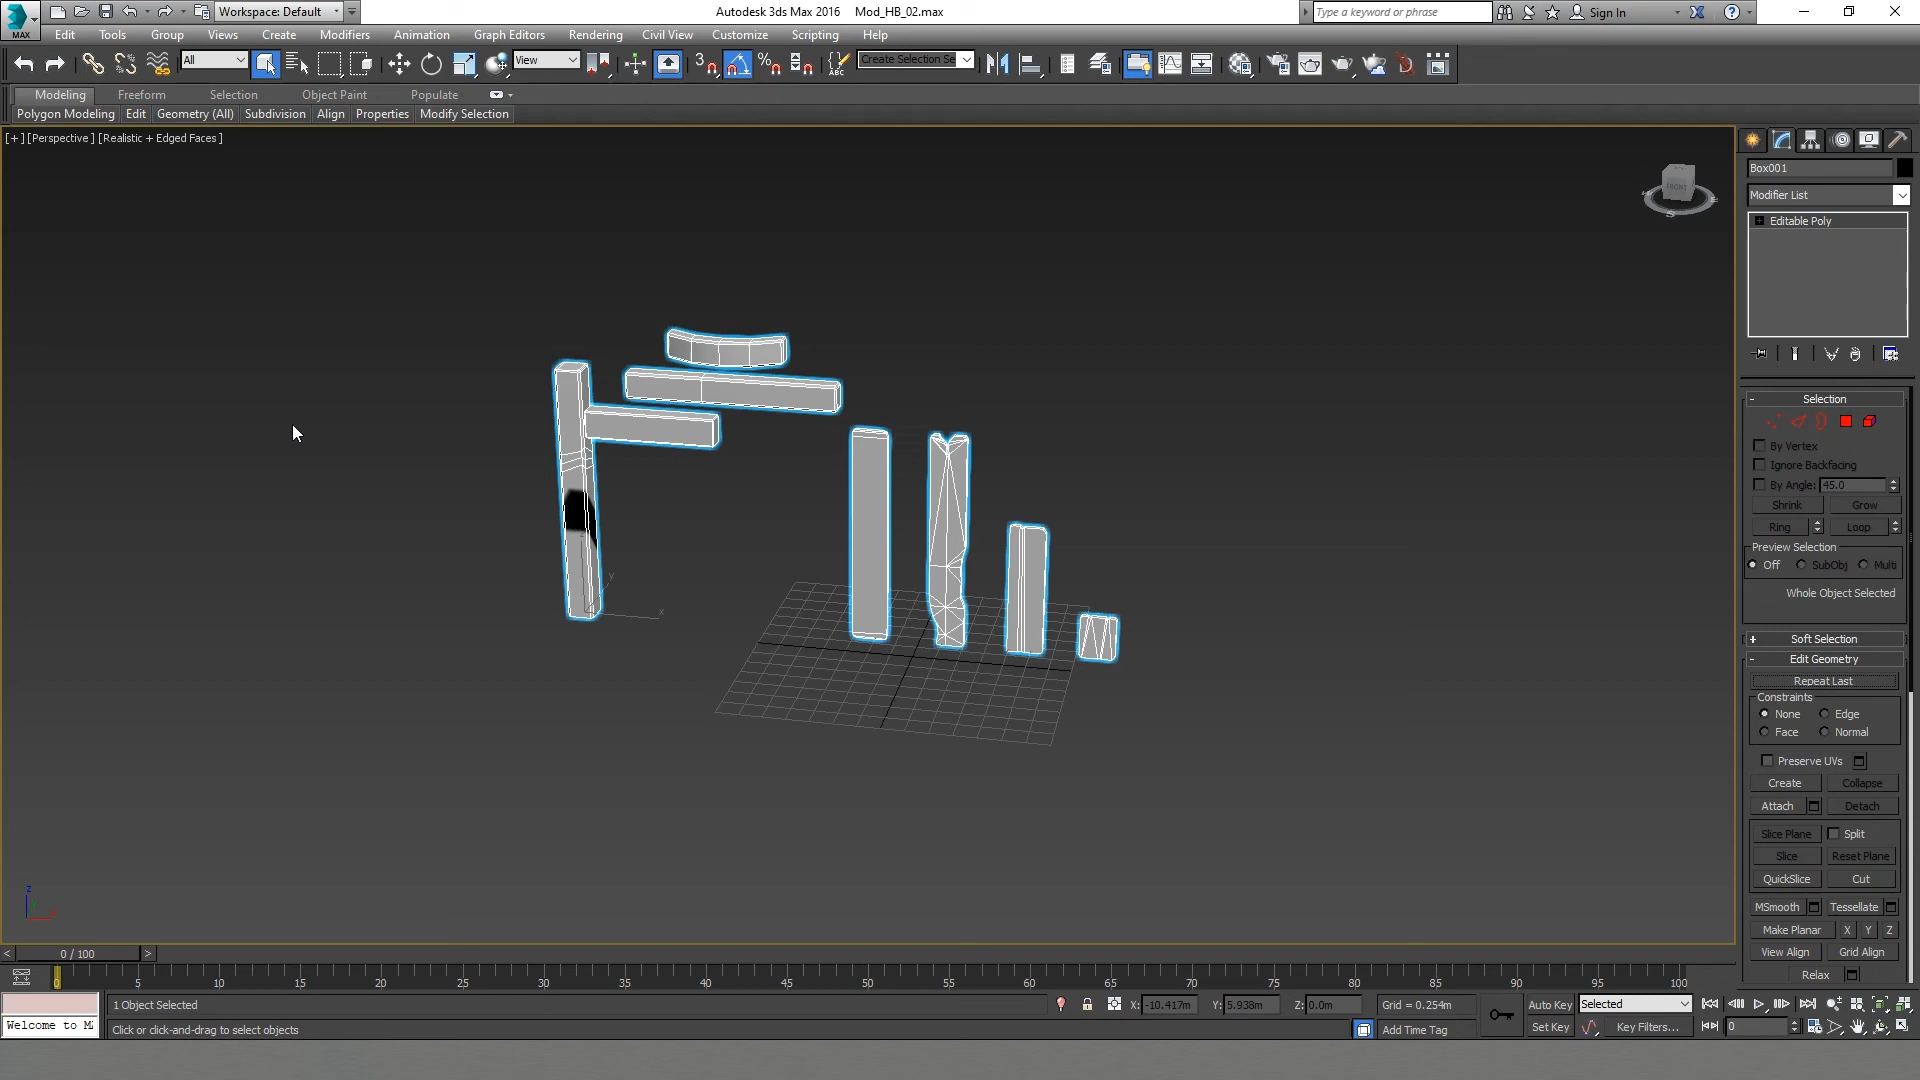 Workspace: Default
Autodesk 3ds Max 2016 Mod_HB_02.max
Type a keyword or phrase
Sign In
MAX
Edit Tools Group Views Create Modifiers Animation Graph Editors Rendering Civil View Customize Scripting Help
All View Create Selection Se
Modeling Freeform Selection Object Paint Populate
Polygon Modeling Edit Geometry (All) Subdivision Align Properties Modify Selection
[+] [Perspective ] [Realistic + Edged Faces ]
FRONT
S
Box001
Modifier List
Editable Poly
Selection
By Vertex
Ignore Backfacing
By Angle: 45.0
Shrink Grow
Ring Loop
Preview Selection
Off SubObj Multi
Whole Object Selected
Soft Selection
Edit Geometry
Repeat Last
Constraints
None Edge
Face Normal
Preserve UVs
Create Collapse
Attach Detach
Slice Plane Split
Slice Reset Plane
QuickSlice Cut
MSmooth Tessellate
Make Planar X Y Z
View Align Grid Align
Relax
y
x
z
0 / 100
0 5 10 15 20 25 30 35 40 45 50 55 60 65 70 75 80 85 90 95 100
1 Object Selected
X: -10.417m Y: 5.938m Z: 0.0m Grid = 0.254m
Auto Key Selected
Welcome to M
Click or click-and-drag to select objects
Add Time Tag
Set Key Key Filters... 0